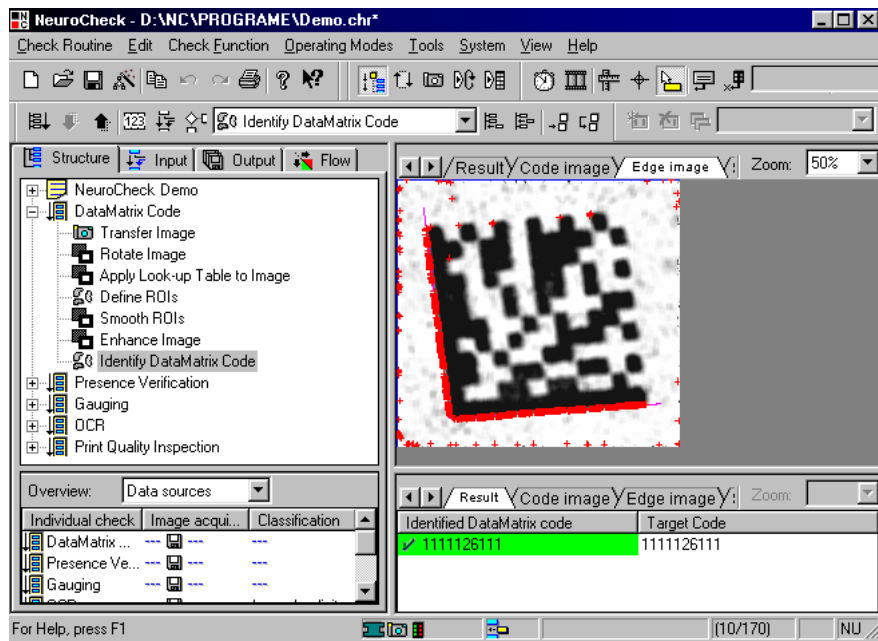 NeuroCheck - D:\NC\PROGRAME\Demo.chr*
Check Routine Edit Check Function Operating Modes Tools System View Help
123 Identify DataMatrix Code
Structure Input Output Flow
Result Code image Edge image Zoom: 50%
NeuroCheck Demo
DataMatrix Code
Transfer Image
Rotate Image
Apply Look-up Table to Image
Define ROIs
Smooth ROIs
Enhance Image
Identify DataMatrix Code
Presence Verification
Gauging
OCR
Print Quality Inspection
Overview: Data sources
Individual check Image acqui... Classification
DataMatrix ... --- --- ---
Presence Ve... --- --- ---
Gauging --- --- ---
Result Code image Edge image Zoom:
Identified DataMatrix code Target Code
1111126111 1111126111
For Help, press F1 (10/170) NU